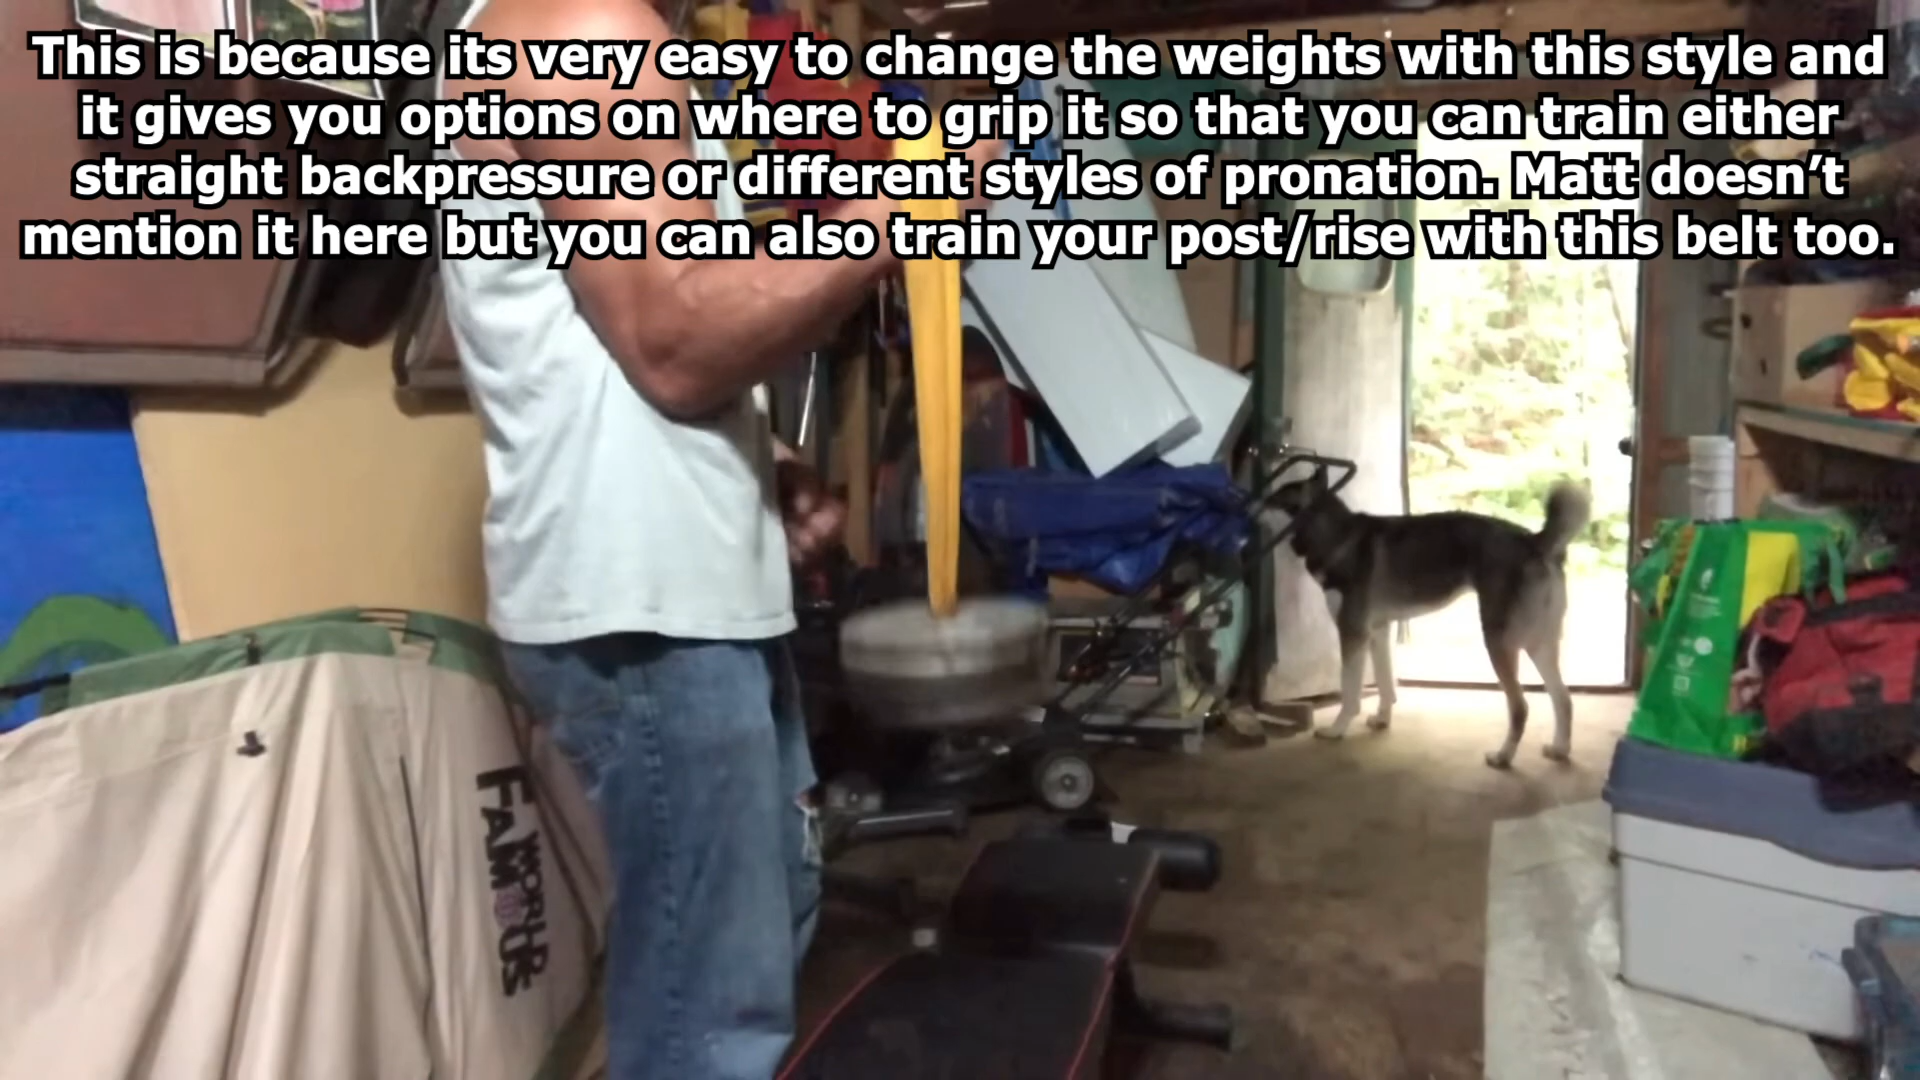 This is because its very easy to change the weights with this style and
it gives you options on where to grip it so that you can train either
straight backpressure or different styles of pronation. Matt doesn’t
mention it here but you can also train your post/rise with this belt too.
WORLD
FAMOUS